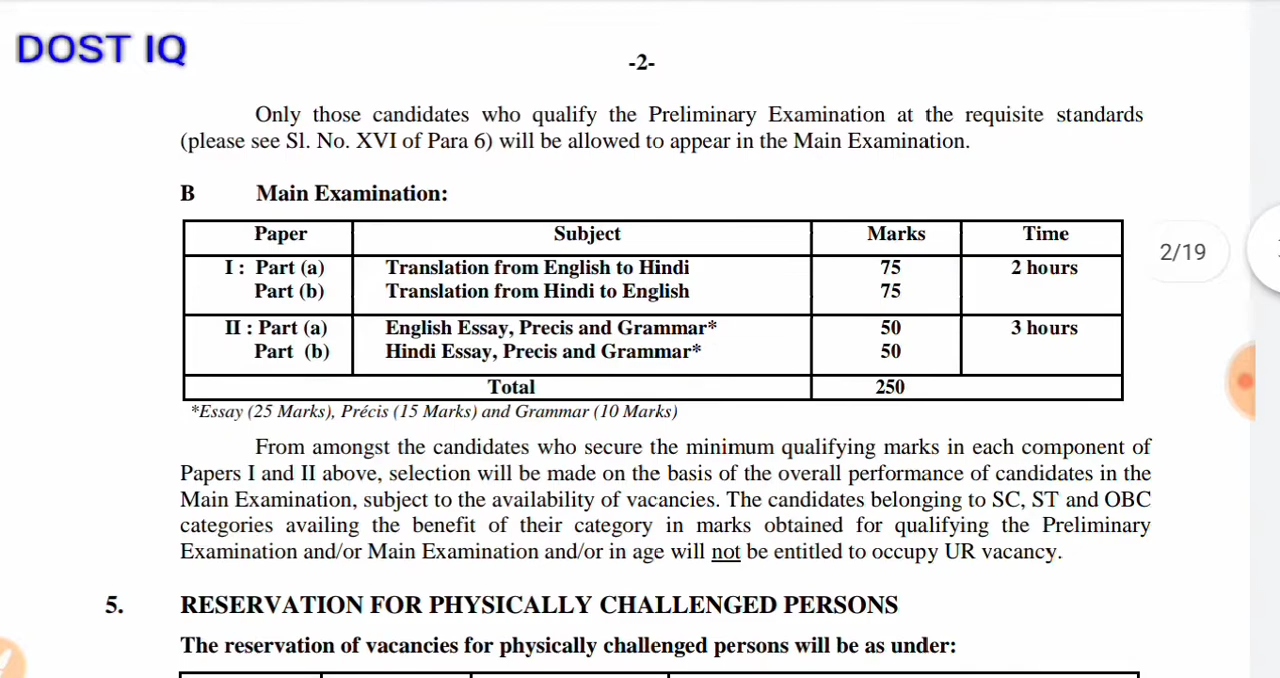 DOST IQ
-2-
Only those candidates who qualify the Preliminary Examination at the requisite standards
(please see Sl. No. XVI of Para 6) will be allowed to appear in the Main Examination.
B Main Examination:
Paper Subject Marks Time
I : Part (a) Translation from English to Hindi 75 2 hours
Part (b) Translation from Hindi to English 75
2/19
II : Part (a) English Essay, Precis and Grammar* 50 3 hours
Part (b) Hindi Essay, Precis and Grammar* 50
Total 250
*Essay (25 Marks), Précis (15 Marks) and Grammar (10 Marks)
From amongst the candidates who secure the minimum qualifying marks in each component of
Papers I and II above, selection will be made on the basis of the overall performance of candidates in the
Main Examination, subject to the availability of vacancies. The candidates belonging to SC, ST and OBC
categories availing the benefit of their category in marks obtained for qualifying the Preliminary
Examination and/or Main Examination and/or in age will not be entitled to occupy UR vacancy.
5. RESERVATION FOR PHYSICALLY CHALLENGED PERSONS
The reservation of vacancies for physically challenged persons will be as under: